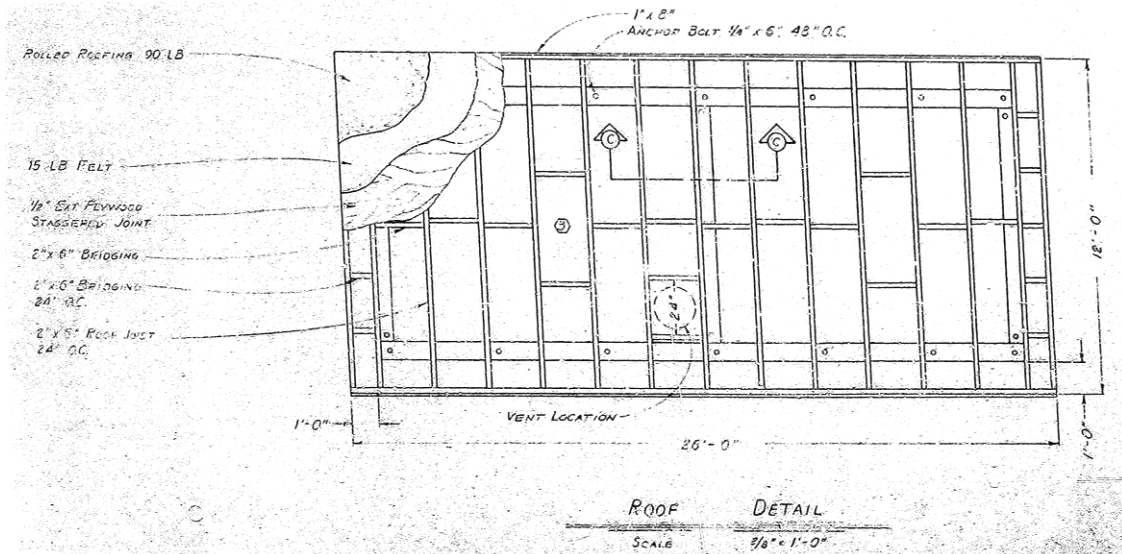 1" x 8"
ANCHOR BOLT x 6", 48" O.C.
ROLLED ROOFING 90 LB
15 LB FELT
1/2" EXT PLYWOOD
STAGGERED JOINT
2" x 6" BRIDGING
2" x 6" BRIDGING
24" O.C.
2" x 6" ROOF JOIST
24" O.C.
C
C
3
24"
12'-0"
VENT LOCATION
1'-0"
26'-0"
1'-0"
ROOF DETAIL
SCALE 3/8" = 1'-0"